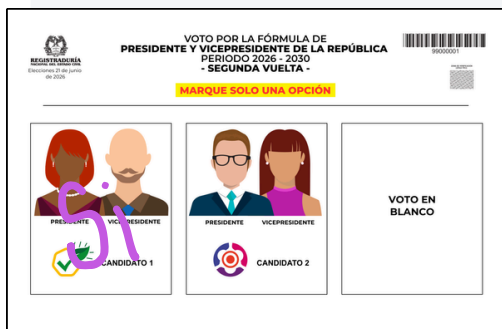 VOTO POR LA FÓRMULA DE
PRESIDENTE Y VICEPRESIDENTE DE LA REPÚBLICA
PERIODO 2026 - 2030
- SEGUNDA VUELTA -
MARQUE SOLO UNA OPCIÓN
REGISTRADURÍA
NACIONAL DEL ESTADO CIVIL
Elecciones 21 de junio
de 2026
99000001
PRESIDENTE VICEPRESIDENTE
Si
CANDIDATO 1
PRESIDENTE VICEPRESIDENTE
CANDIDATO 2
VOTO EN
BLANCO